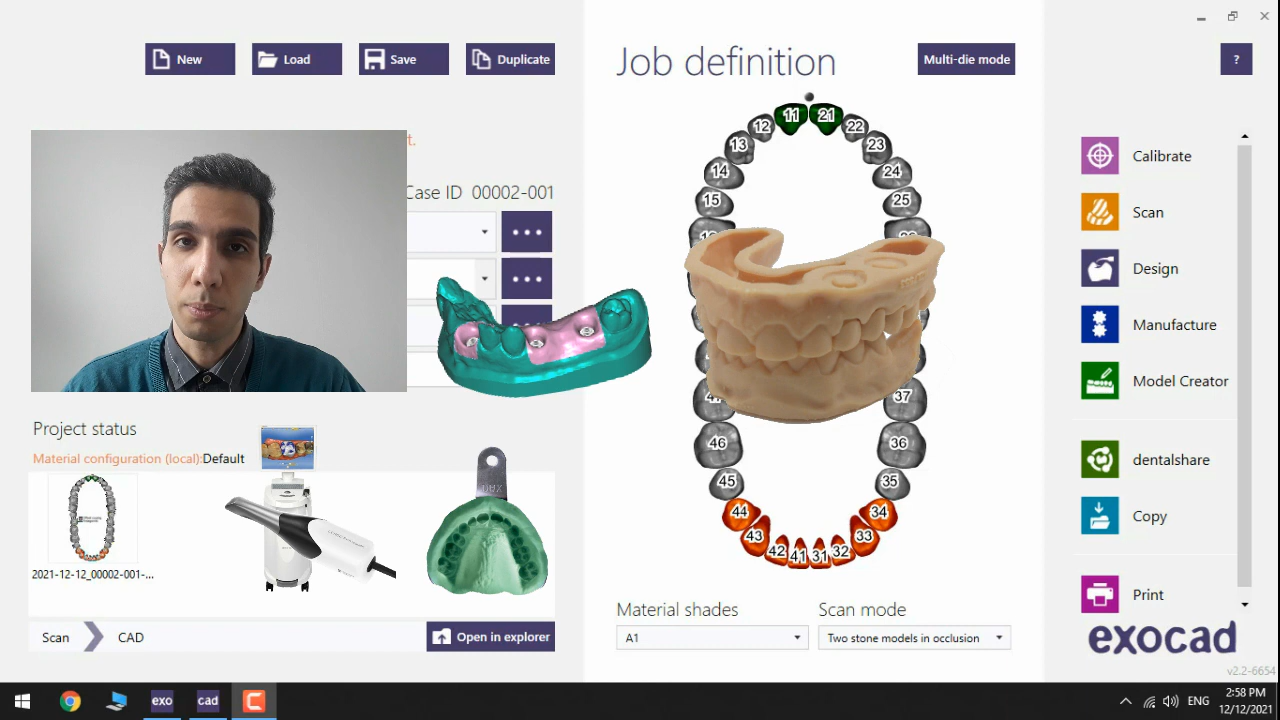 New
Load
Save
Duplicate
Job definition
Multi-die mode
?
t.
Case ID 00002-001
11 21
12 22
13 23
14 24
15 25
37
46 36
45 35
44 34
43 33
42 41 31 32
Calibrate
Scan
Design
Manufacture
Model Creator
dentalshare
Copy
Print
Project status
Material configuration (local):Default
2021-12-12_00002-001-...
Scan
CAD
Open in explorer
Material shades
A1
Scan mode
Two stone models in occlusion
exocad
v2.2-6654
exo
cad
ENG
2:58 PM
12/12/2021